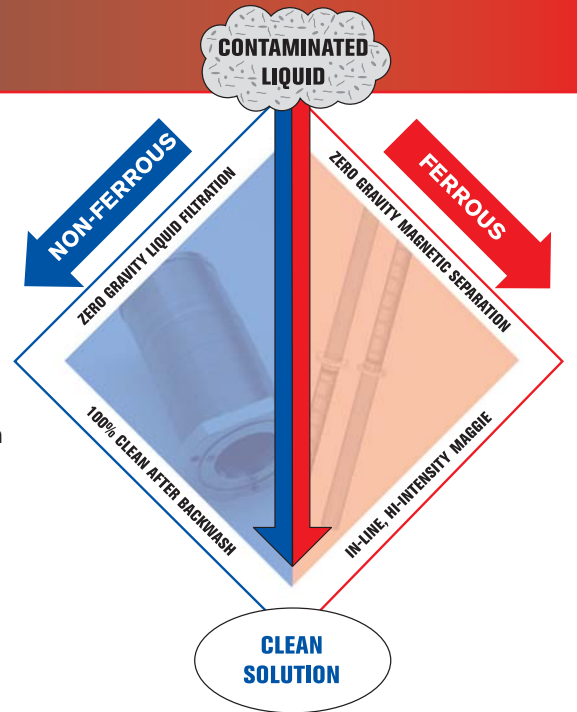 CONTAMINATED
LIQUID
NON-FERROUS
FERROUS
ZERO GRAVITY LIQUID FILTRATION
ZERO GRAVITY MAGNETIC SEPARATION
100% CLEAN AFTER BACKWASH
IN-LINE, HI-INTENSITY MAGGIE
CLEAN
SOLUTION